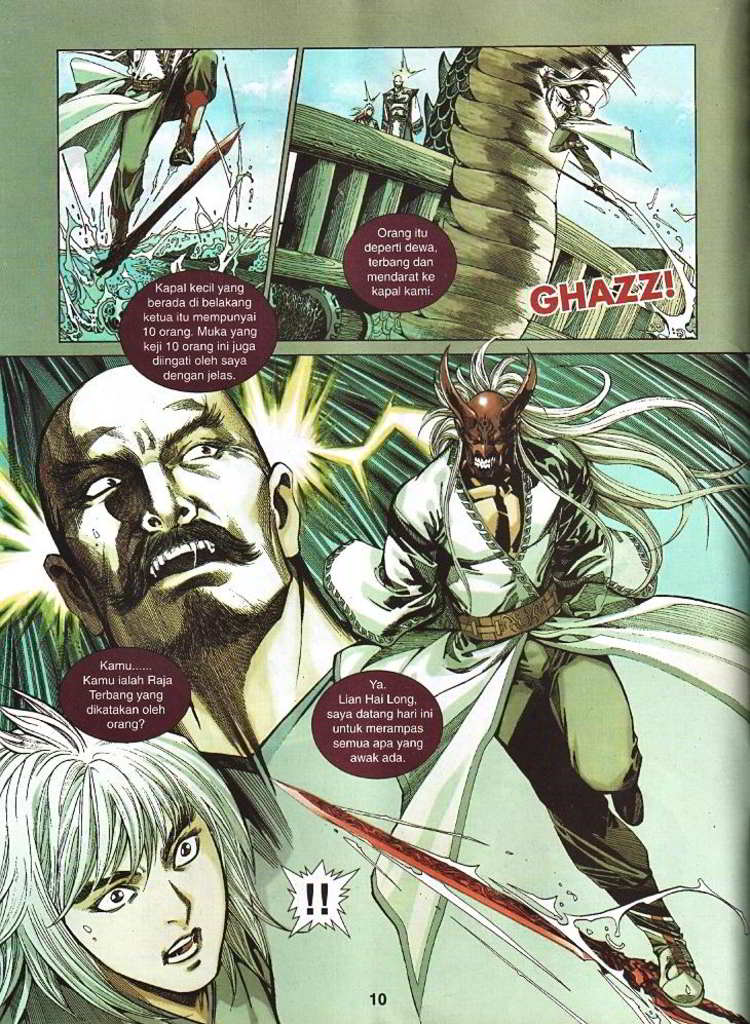 Kapal kecil yang
berada di belakang
ketua itu mempunyai
10 orang. Muka yang
keji 10 orang ini juga
diingati oleh saya
dengan jelas.
Orang itu
deperti dewa,
terbang dan
mendarat ke
kapal kami.
GHAZZ!
Kamu......
Kamu ialah Raja
Terbang yang
dikatakan oleh
orang?
Ya.
Lian Hai Long,
saya datang hari ini
untuk merampas
semua apa yang
awak ada.
!!
10